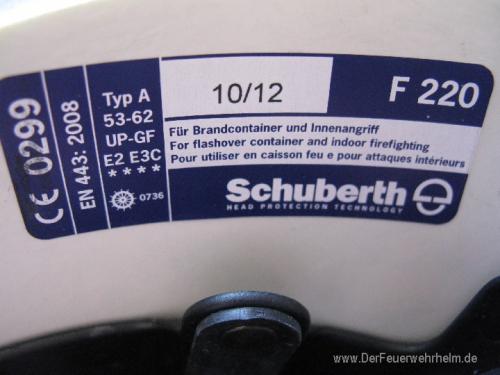 CE 0299
EN 443: 2008
Typ A
53-62
UP-GF
E2 E3C
****
0736
10/12
F 220
Für Brandcontainer und Innenangriff
For flashover container and indoor firefighting
Pour utiliser en caisson feu e pour attaques intérieurs
Schuberth
HEAD PROTECTION TECHNOLOGY
www.DerFeuerwehrhelm.de